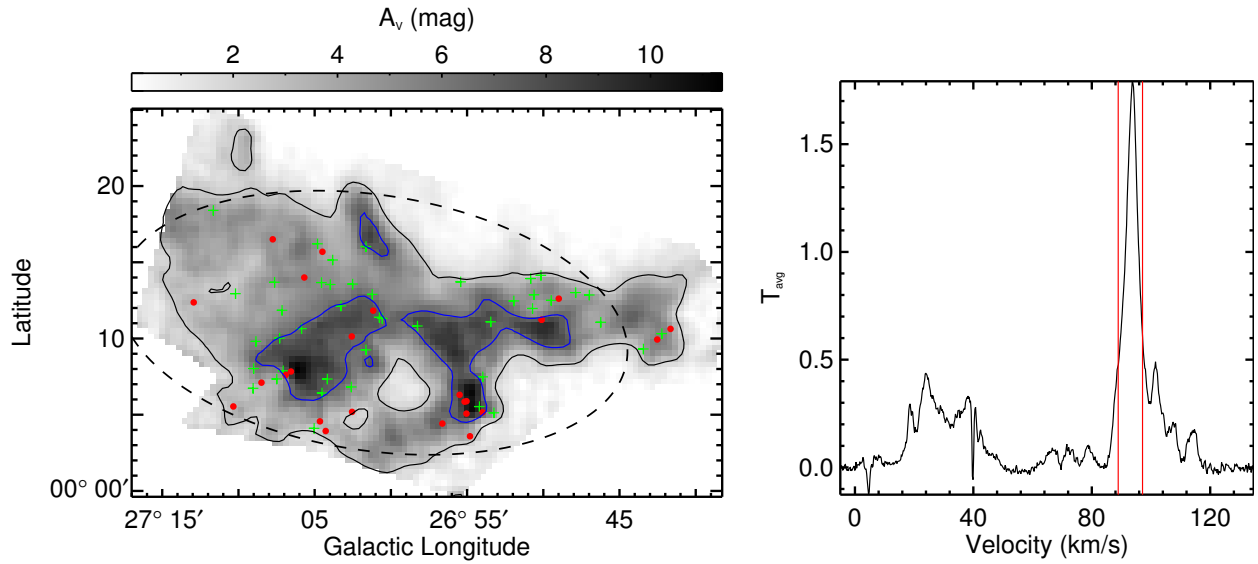 A_v (mag)
2 4 6 8 10
20
10
00° 00′
Latitude
27° 15′ 05 26° 55′ 45
Galactic Longitude
1.5
1.0
0.5
0.0
T_avg
0 40 80 120
Velocity (km/s)